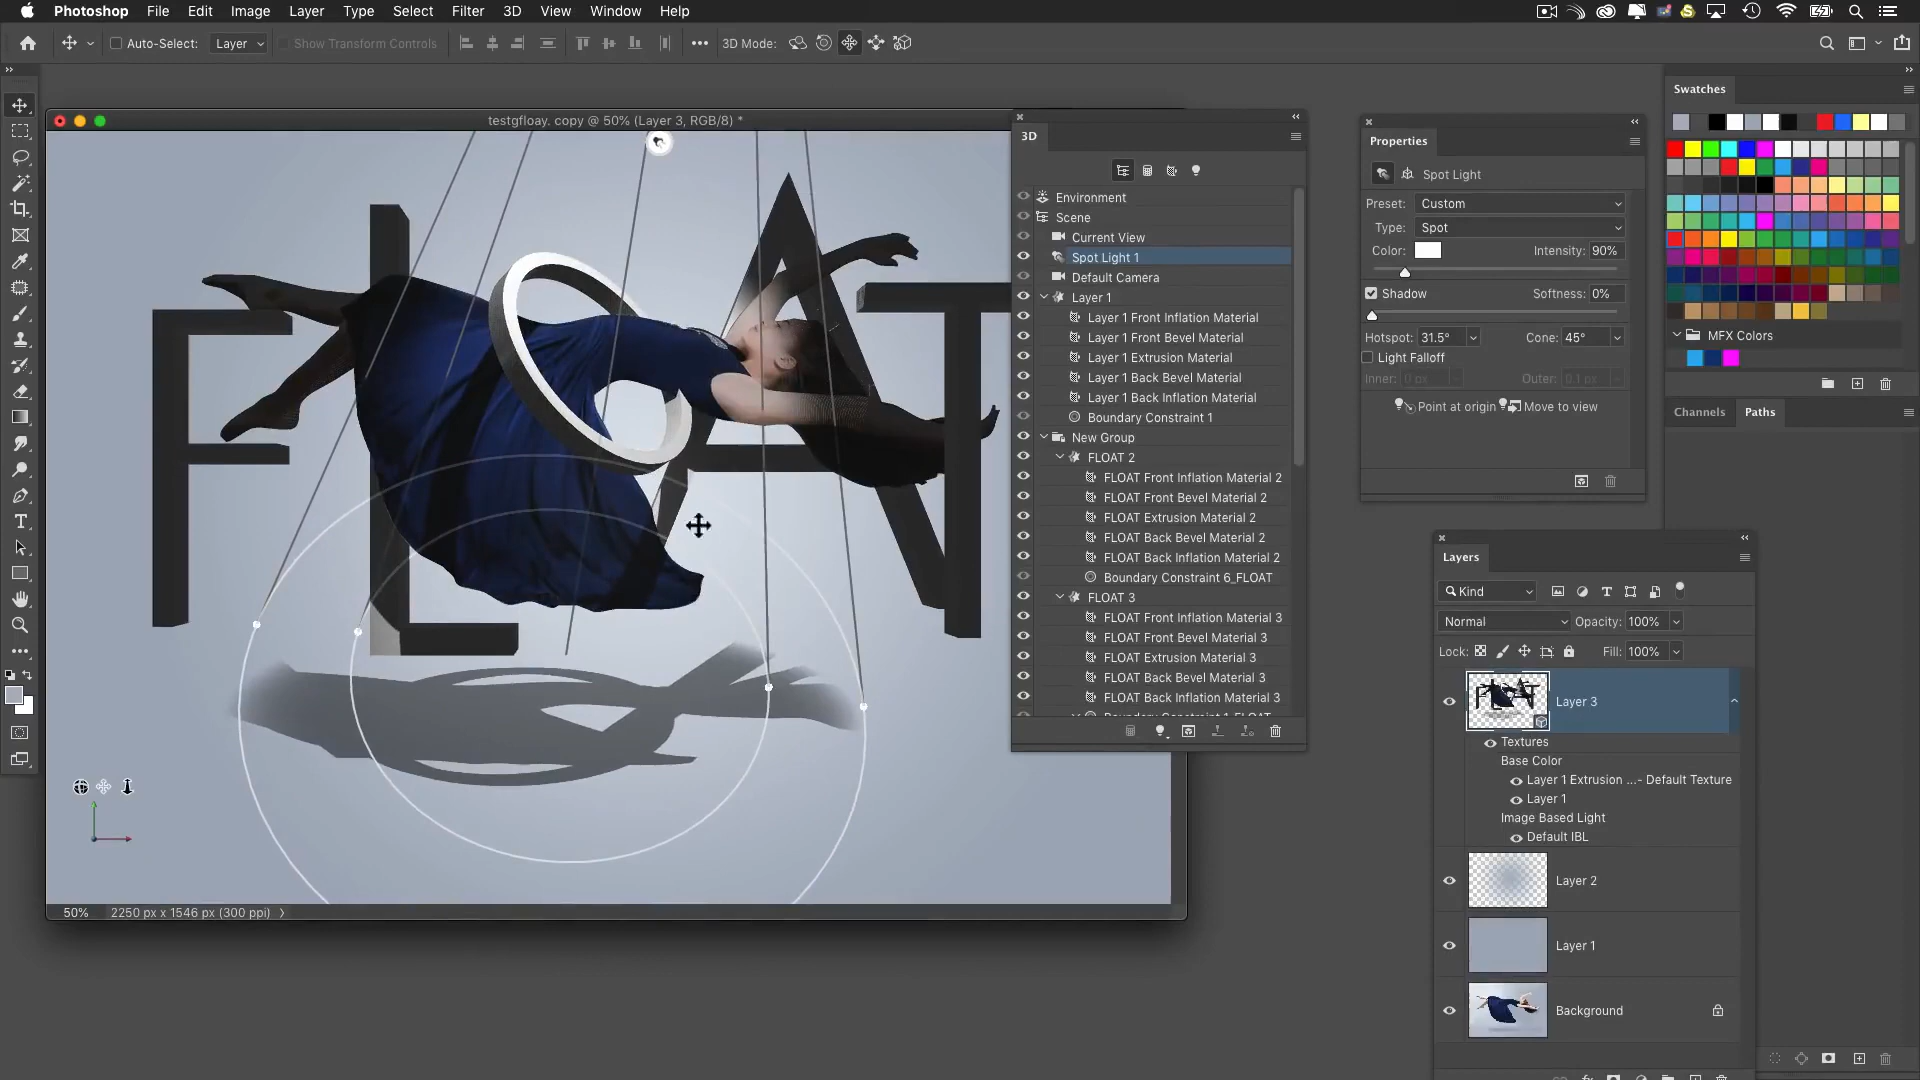 Photoshop File Edit Image Layer Type Select Filter 3D View Window Help
Auto-Select: Layer Show Transform Controls 3D Mode:
testgfloay. copy @ 50% (Layer 3, RGB/8) *
FLOAT
50% 2250 px x 1546 px (300 ppi)
3D
Environment
Scene
Current View
Spot Light 1
Default Camera
Layer 1
Layer 1 Front Inflation Material
Layer 1 Front Bevel Material
Layer 1 Extrusion Material
Layer 1 Back Bevel Material
Layer 1 Back Inflation Material
Boundary Constraint 1
New Group
FLOAT 2
FLOAT Front Inflation Material 2
FLOAT Front Bevel Material 2
FLOAT Extrusion Material 2
FLOAT Back Bevel Material 2
FLOAT Back Inflation Material 2
Boundary Constraint 6_FLOAT
FLOAT 3
FLOAT Front Inflation Material 3
FLOAT Front Bevel Material 3
FLOAT Extrusion Material 3
FLOAT Back Bevel Material 3
FLOAT Back Inflation Material 3
Properties
Spot Light
Preset: Custom
Type: Spot
Color: Intensity: 90%
Shadow Softness: 0%
Hotspot: 31.5° Cone: 45°
Light Falloff
Inner: 0 px Outer: 0.1 px
Point at origin Move to view
Swatches
MFX Colors
Channels Paths
Layers
Kind
Normal Opacity: 100%
Lock: Fill: 100%
Layer 3
Textures
Base Color
Layer 1 Extrusion ...- Default Texture
Layer 1
Image Based Light
Default IBL
Layer 2
Layer 1
Background